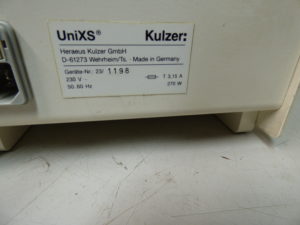 UniXS® Kulzer:
Heraeus Kulzer GmbH
D-61273 Wehrheim/Ts. · Made in Germany
Geräte-Nr.: 23/ 1198
230 V T 3,15 A
50, 60 Hz 270 W